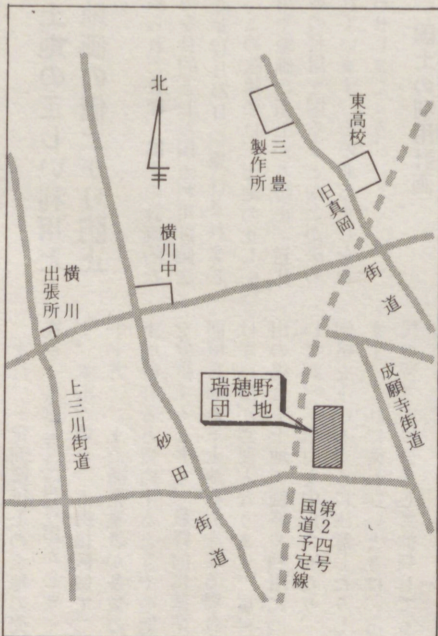 北
三豊
製作所
東高校
旧真岡街道
横川中
横川
出張所
上三川街道
砂田街道
瑞穂野
団地
成願寺街道
第24号
国道予定線